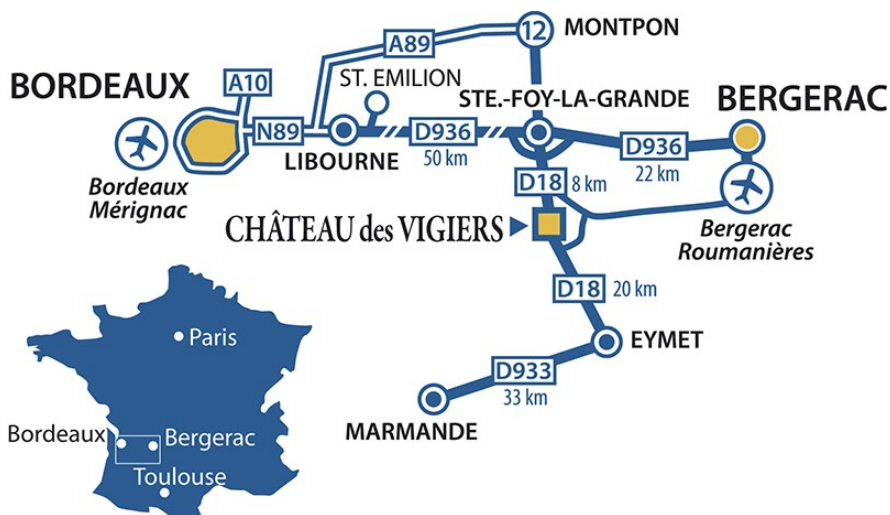 12
MONTPON
A89
BORDEAUX
A10
ST. EMILION
STE.-FOY-LA-GRANDE
BERGERAC
N89
D936
LIBOURNE
50 km
D936
22 km
Bordeaux
Mérignac
D18
8 km
CHÂTEAU des VIGIERS
Bergerac
Roumanières
D18
20 km
EYMET
D933
33 km
MARMANDE
Paris
Bordeaux
Bergerac
Toulouse